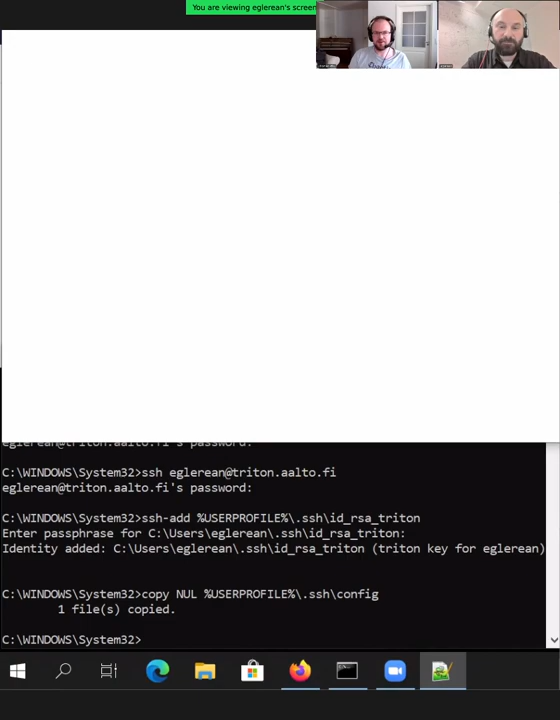 You are viewing eglerean's screen
eglerean@triton.aalto.fi's password:
C:\WINDOWS\System32>ssh eglerean@triton.aalto.fi
eglerean@triton.aalto.fi's password:
C:\WINDOWS\System32>ssh-add %USERPROFILE%\.ssh\id_rsa_triton
Enter passphrase for C:\Users\eglerean\.ssh\id_rsa_triton:
Identity added: C:\Users\eglerean\.ssh\id_rsa_triton (triton key for eglerean)
C:\WINDOWS\System32>copy NUL %USERPROFILE%\.ssh\config
1 file(s) copied.
C:\WINDOWS\System32>